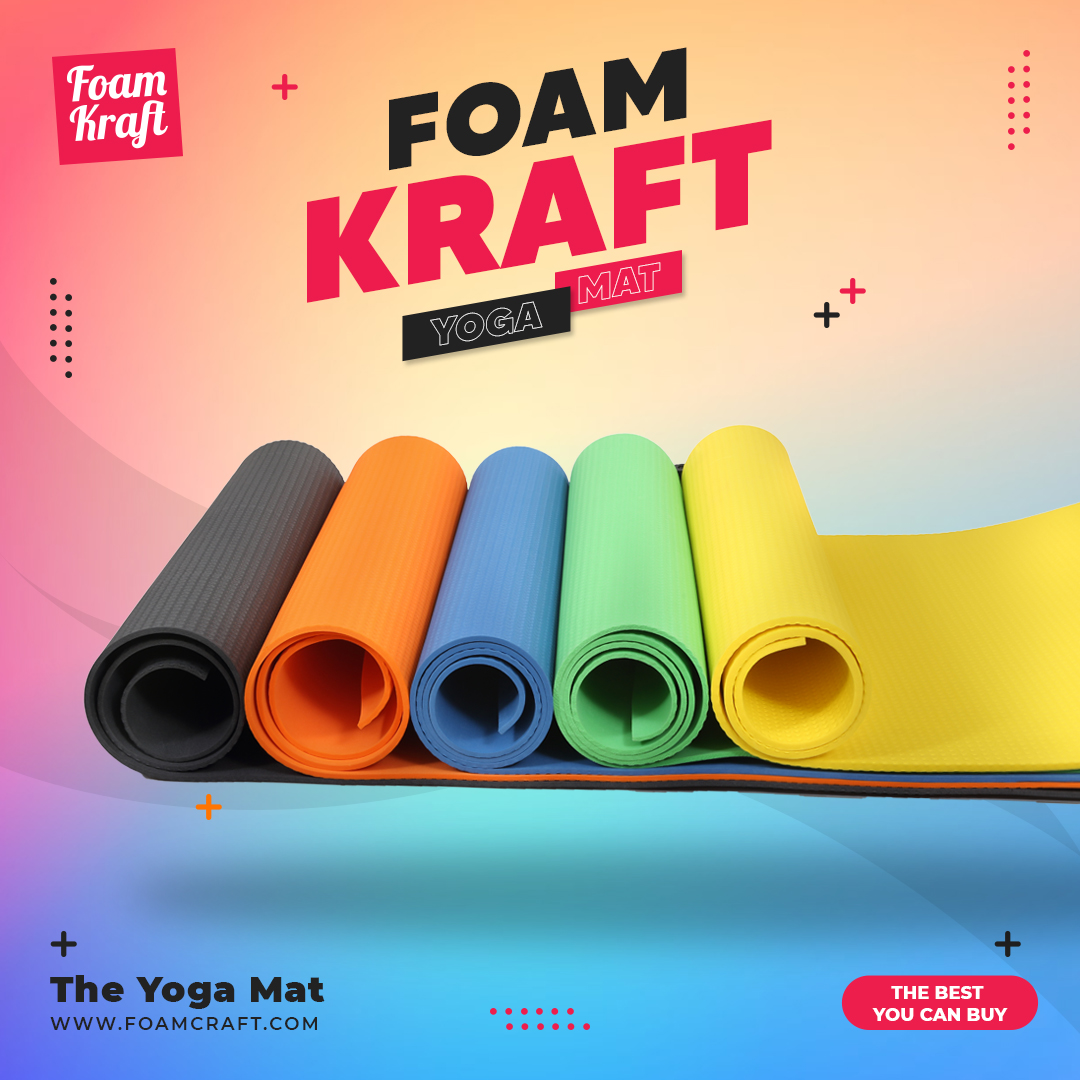 Foam
Kraft
FOAM
KRAFT
YOGA MAT
The Yoga Mat
WWW.FOAMCRAFT.COM
THE BEST
YOU CAN BUY